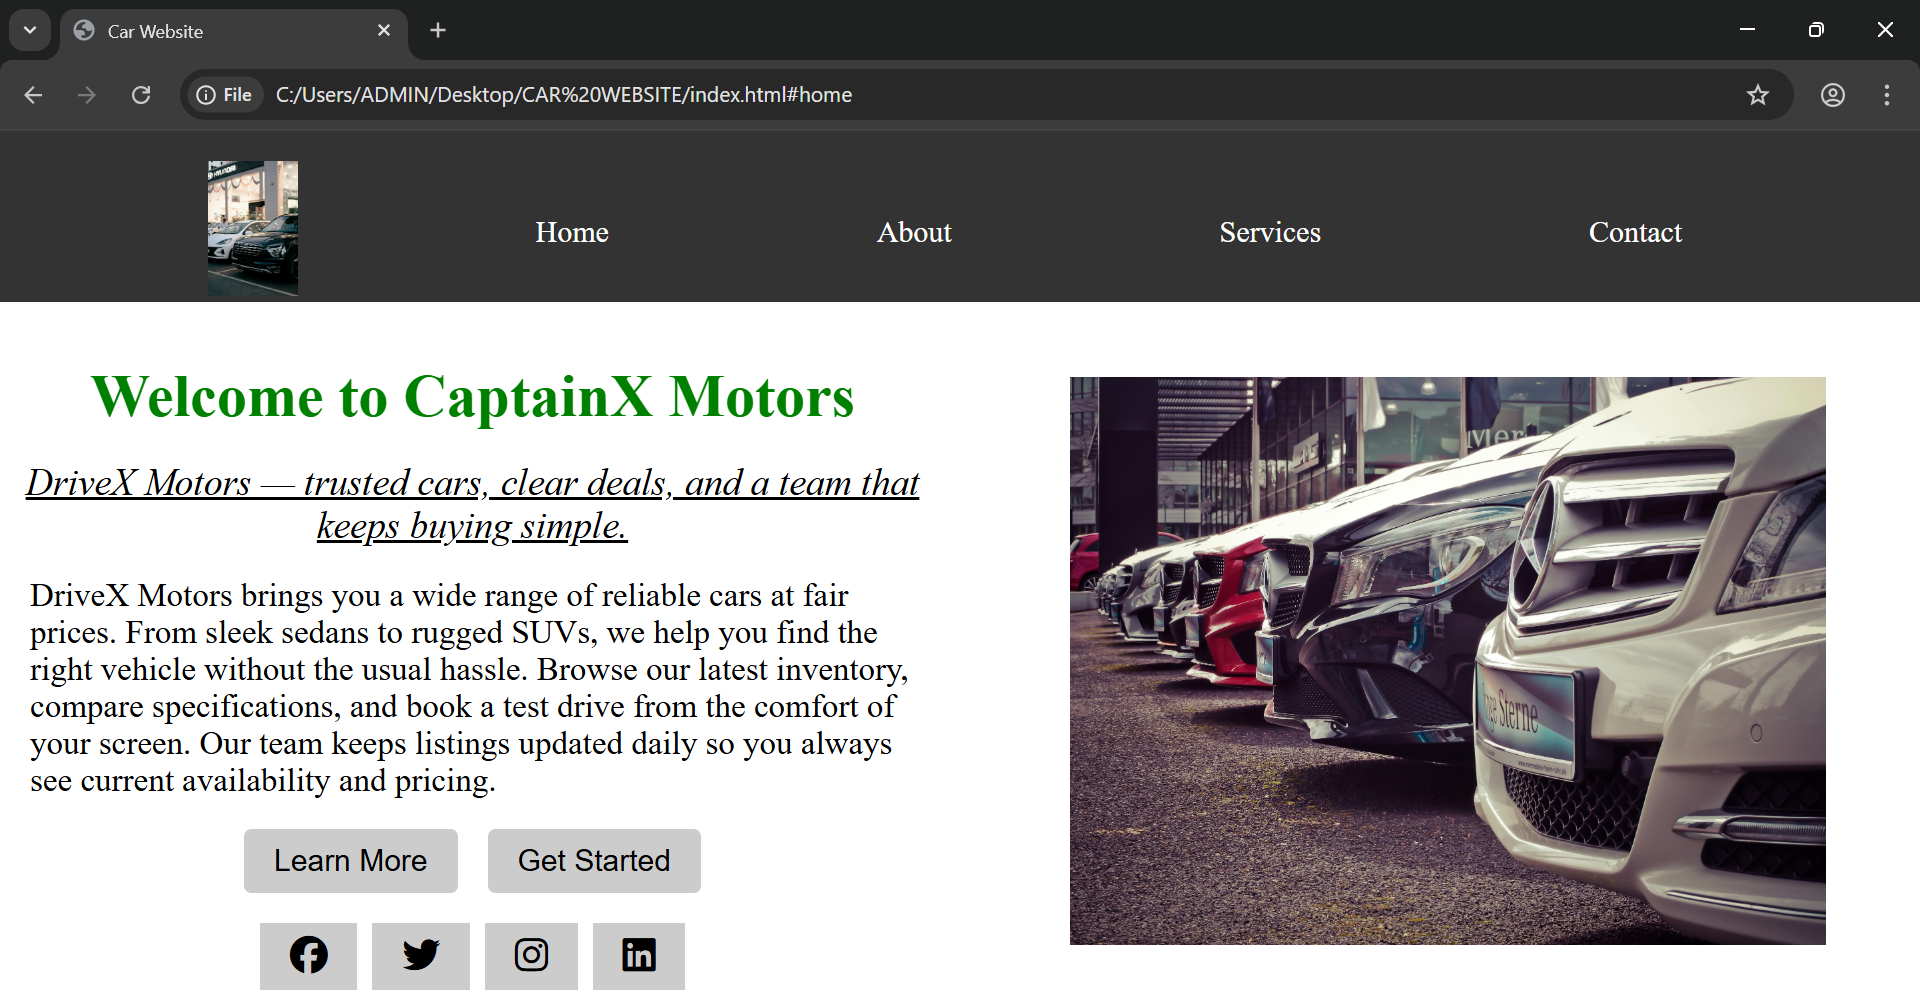 Car Website
File
C:/Users/ADMIN/Desktop/CAR%20WEBSITE/index.html#home
Home
About
Services
Contact
Welcome to CaptainX Motors
DriveX Motors — trusted cars, clear deals, and a team that
keeps buying simple.
DriveX Motors brings you a wide range of reliable cars at fair
prices. From sleek sedans to rugged SUVs, we help you find the
right vehicle without the usual hassle. Browse our latest inventory,
compare specifications, and book a test drive from the comfort of
your screen. Our team keeps listings updated daily so you always
see current availability and pricing.
Learn More
Get Started
Sterne